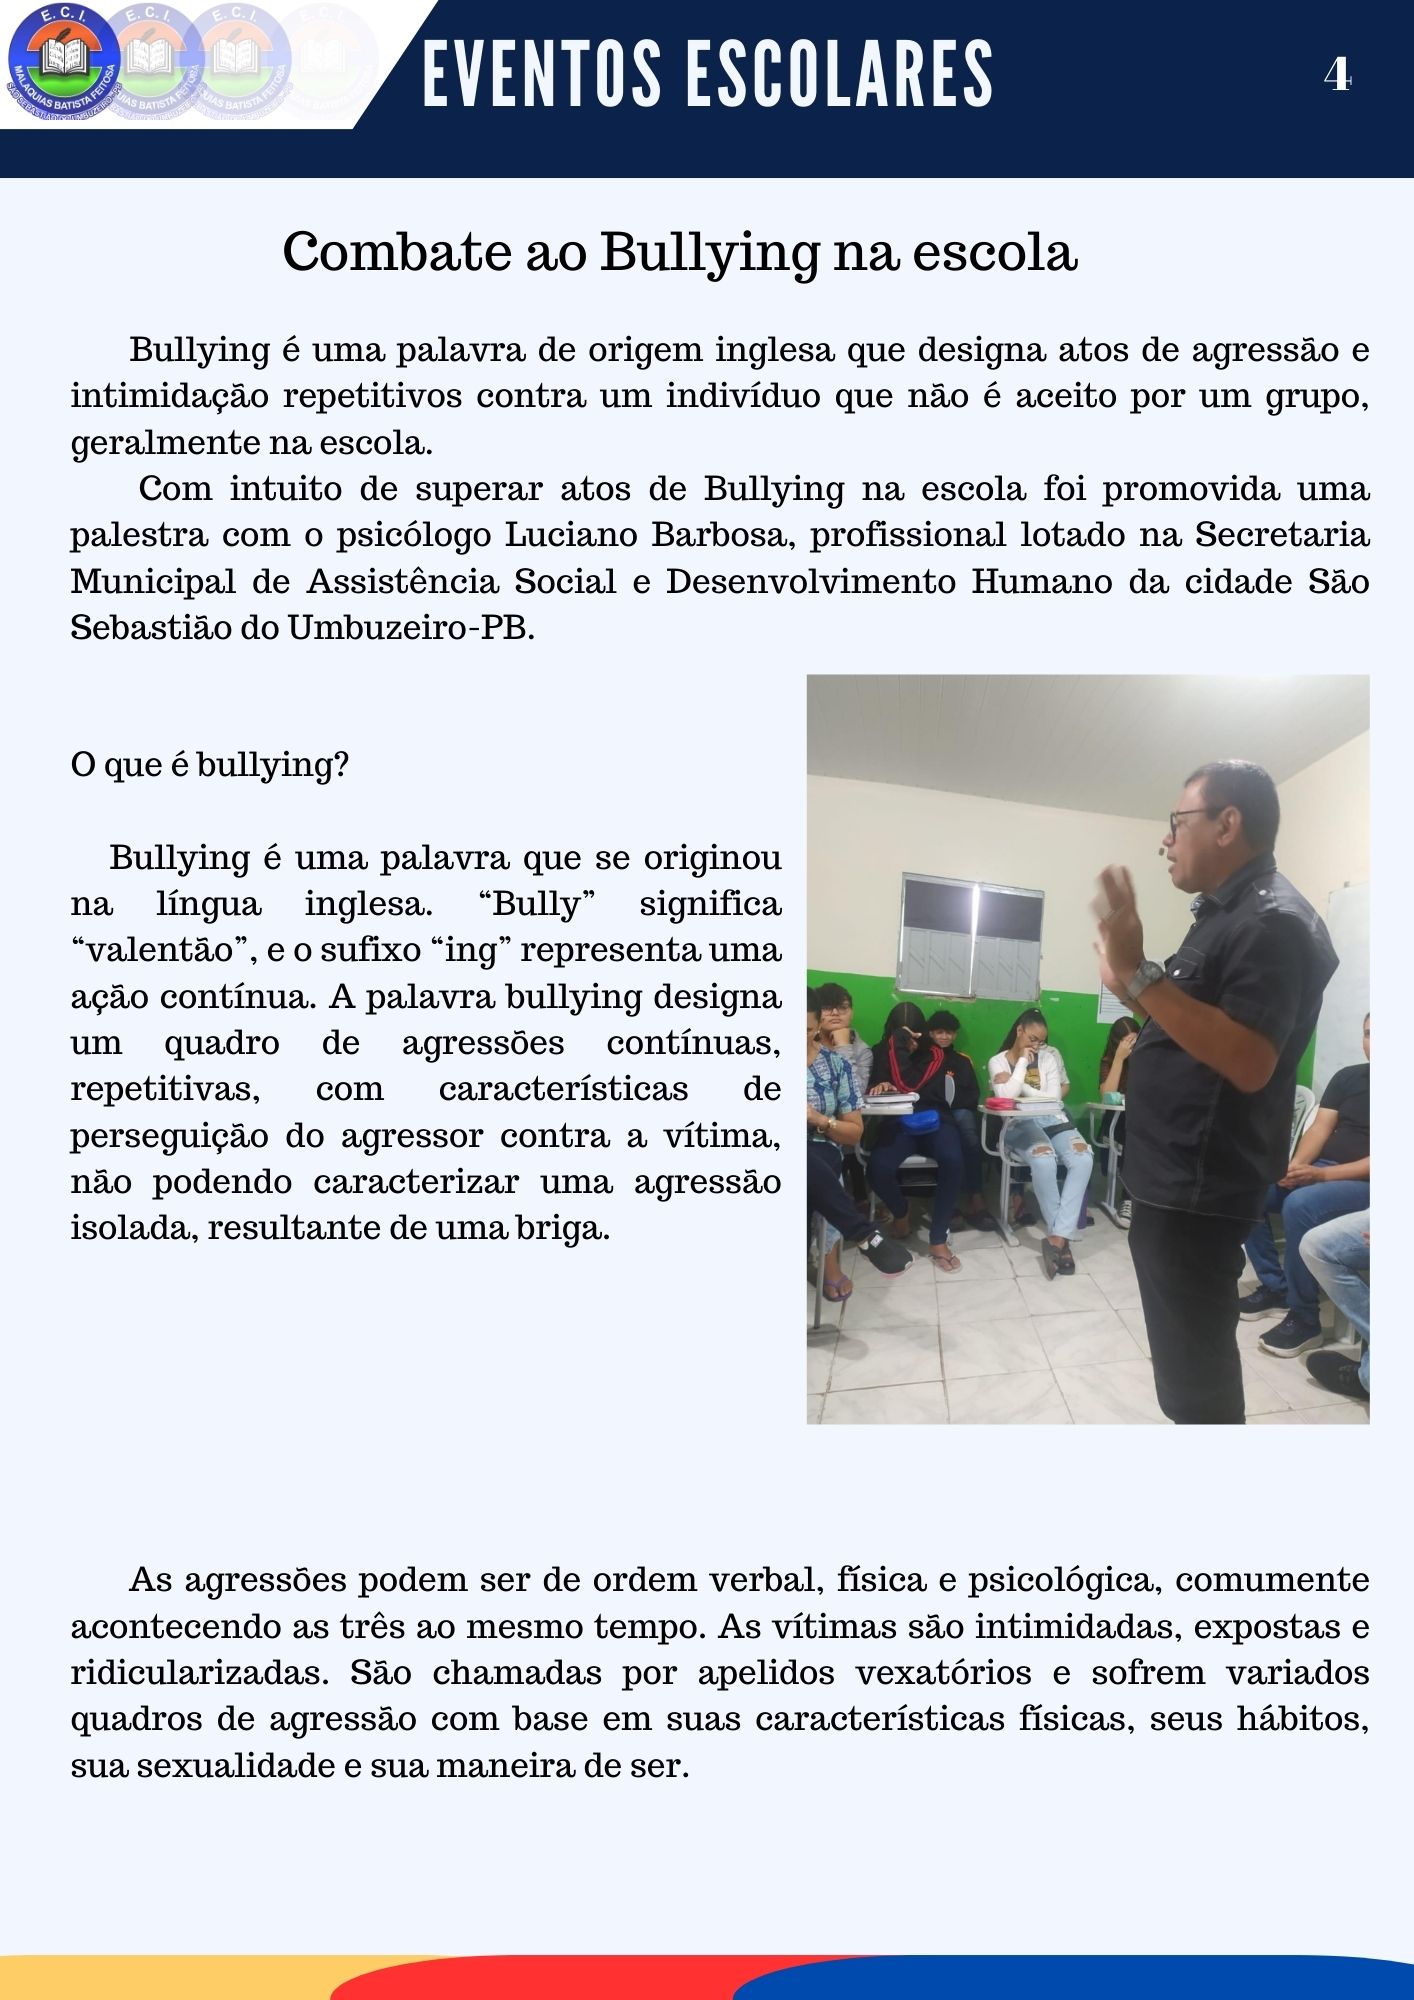 E. C. I.
MALAQUIAS BATISTA FEITOSA
EVENTOS ESCOLARES
4
Combate ao Bullying na escola
Bullying é uma palavra de origem inglesa que designa atos de agressão e
intimidação repetitivos contra um indivíduo que não é aceito por um grupo,
geralmente na escola.
Com intuito de superar atos de Bullying na escola foi promovida uma
palestra com o psicólogo Luciano Barbosa, profissional lotado na Secretaria
Municipal de Assistência Social e Desenvolvimento Humano da cidade São
Sebastião do Umbuzeiro-PB.
O que é bullying?
Bullying é uma palavra que se originou
na língua inglesa. “Bully” significa
“valentão”, e o sufixo “ing” representa uma
ação contínua. A palavra bullying designa
um quadro de agressões contínuas,
repetitivas, com características de
perseguição do agressor contra a vítima,
não podendo caracterizar uma agressão
isolada, resultante de uma briga.
As agressões podem ser de ordem verbal, física e psicológica, comumente
acontecendo as três ao mesmo tempo. As vítimas são intimidadas, expostas e
ridicularizadas. São chamadas por apelidos vexatórios e sofrem variados
quadros de agressão com base em suas características físicas, seus hábitos,
sua sexualidade e sua maneira de ser.